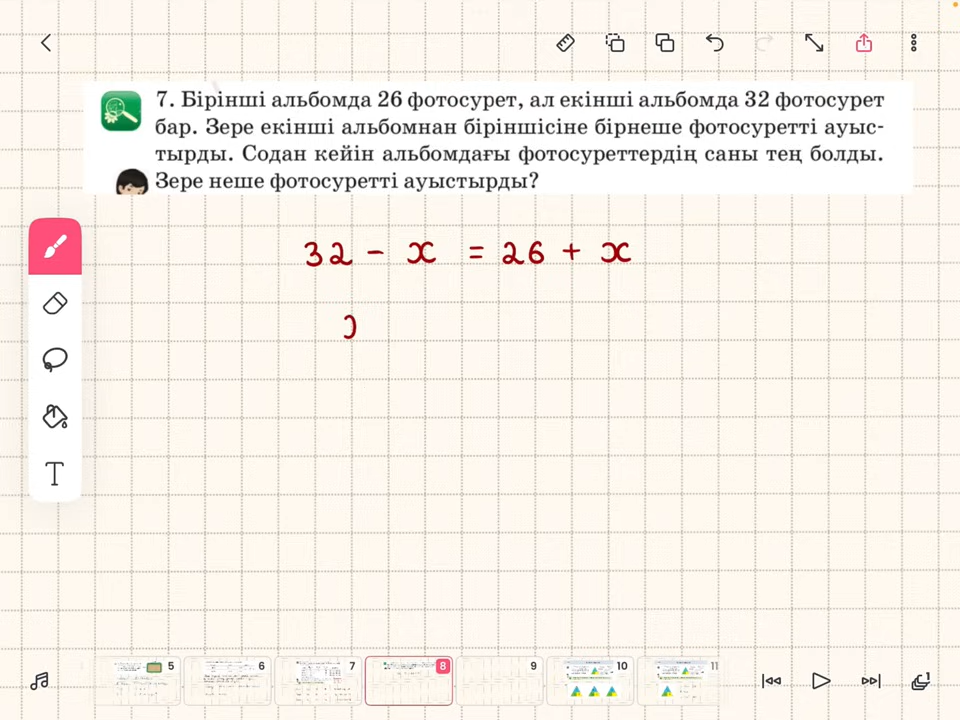 7. Бірінші альбомда 26 фотосурет, ал екінші альбомда 32 фотосурет
бар. Зере екінші альбомнан біріншісіне бірнеше фотосуретті ауыс-
тырды. Содан кейін альбомдағы фотосуреттердің саны тең болды.
Зере неше фотосуретті ауыстырды?
32 - x = 26 + x
T
5 6 7 8 9 10 11